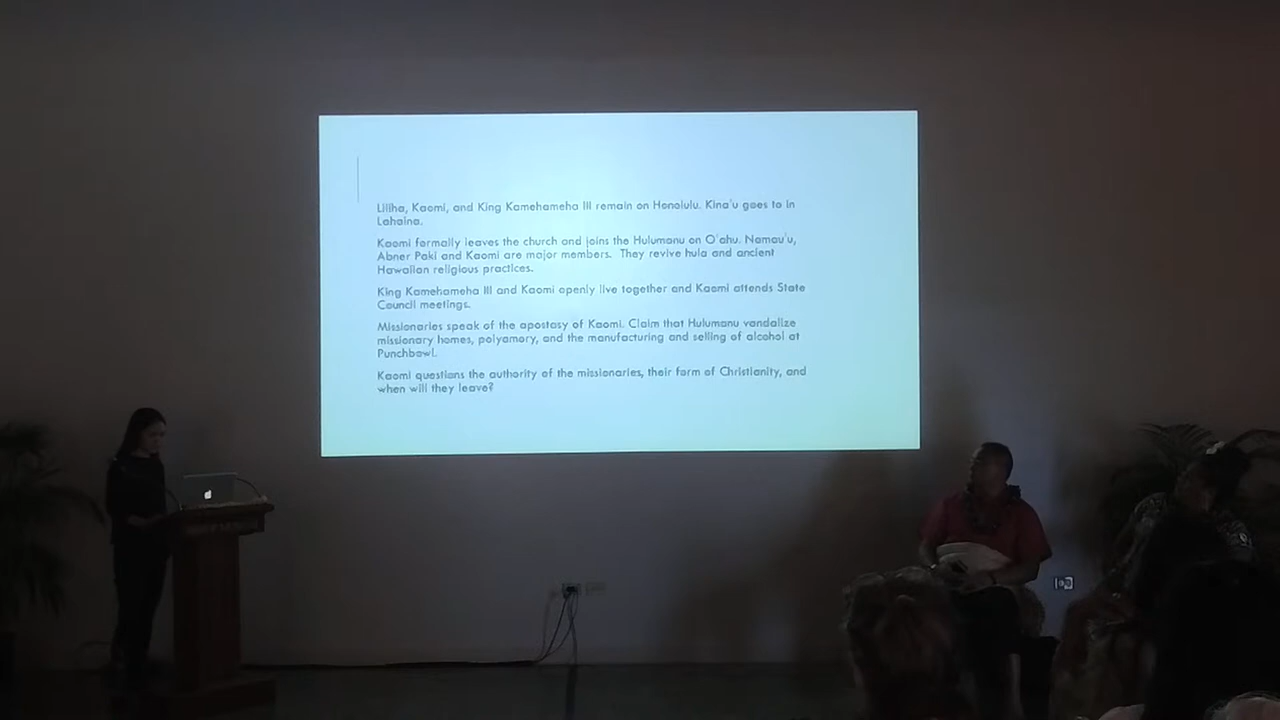 Liliha, Kaomi, and King Kamehameha III remain on Honolulu. Kina'u goes to in
Lahaina.
Kaomi formally leaves the church and joins the Hulumanu on O'ahu. Namau'u,
Abner Paki and Kaomi are major members. They revive hula and ancient
Hawaiian religious practices.
King Kamehameha III and Kaomi openly live together and Kaomi attends State
Council meetings.
Missionaries speak of the apostasy of Kaomi. Claim that Hulumanu vandalize
missionary homes, polyamory, and the manufacturing and selling of alcohol at
Punchbowl.
Kaomi questions the authority of the missionaries, their form of Christianity, and
when will they leave?